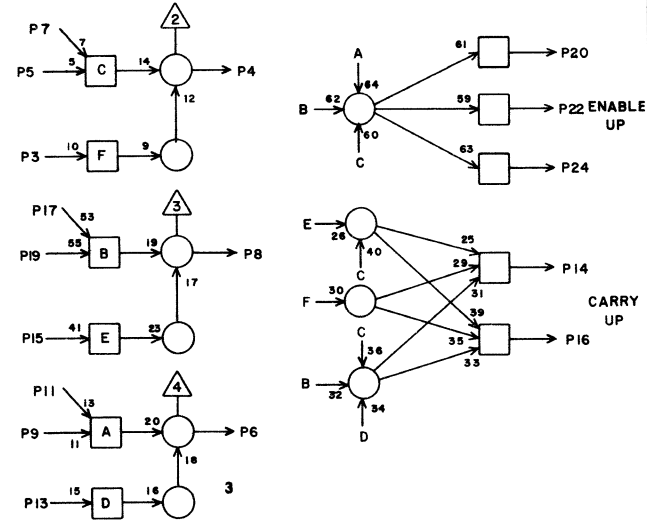 2
P7
7
P5 5 C 14 P4
12
P3 10 F 9
3
P17
53
P19 55 B 19 P8
17
P15 41 E 23
4
P11
13
P9 11 A 20 P6
18
P13 15 D 16
3
A
64
B 62
60
C
61 P20
59 P22 ENABLE UP
63 P24
E 26
40
C
F 30
C
36
B 32
34
D
25
29
31
P14
CARRY UP
39
35
33
P16